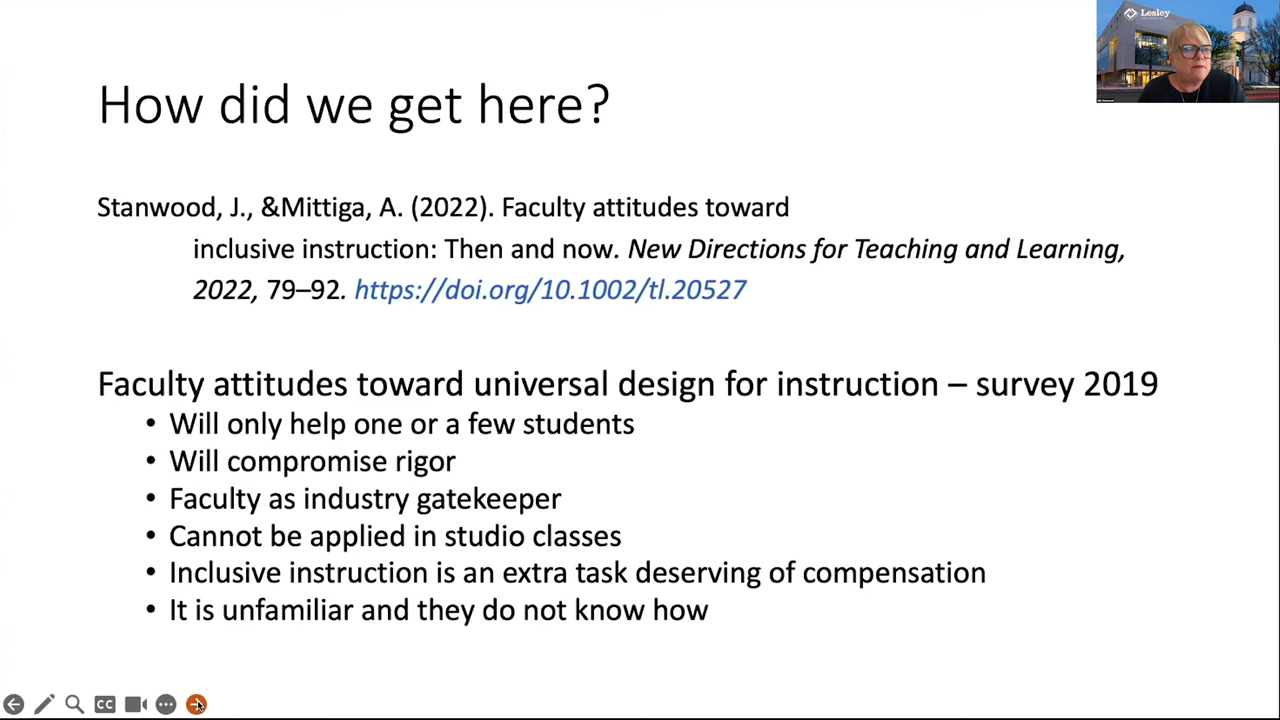 Lesley
How did we get here?
Stanwood, J., &Mittiga, A. (2022). Faculty attitudes toward
inclusive instruction: Then and now. New Directions for Teaching and Learning,
2022, 79–92. https://doi.org/10.1002/tl.20527
Faculty attitudes toward universal design for instruction – survey 2019
• Will only help one or a few students
• Will compromise rigor
• Faculty as industry gatekeeper
• Cannot be applied in studio classes
• Inclusive instruction is an extra task deserving of compensation
• It is unfamiliar and they do not know how
CC